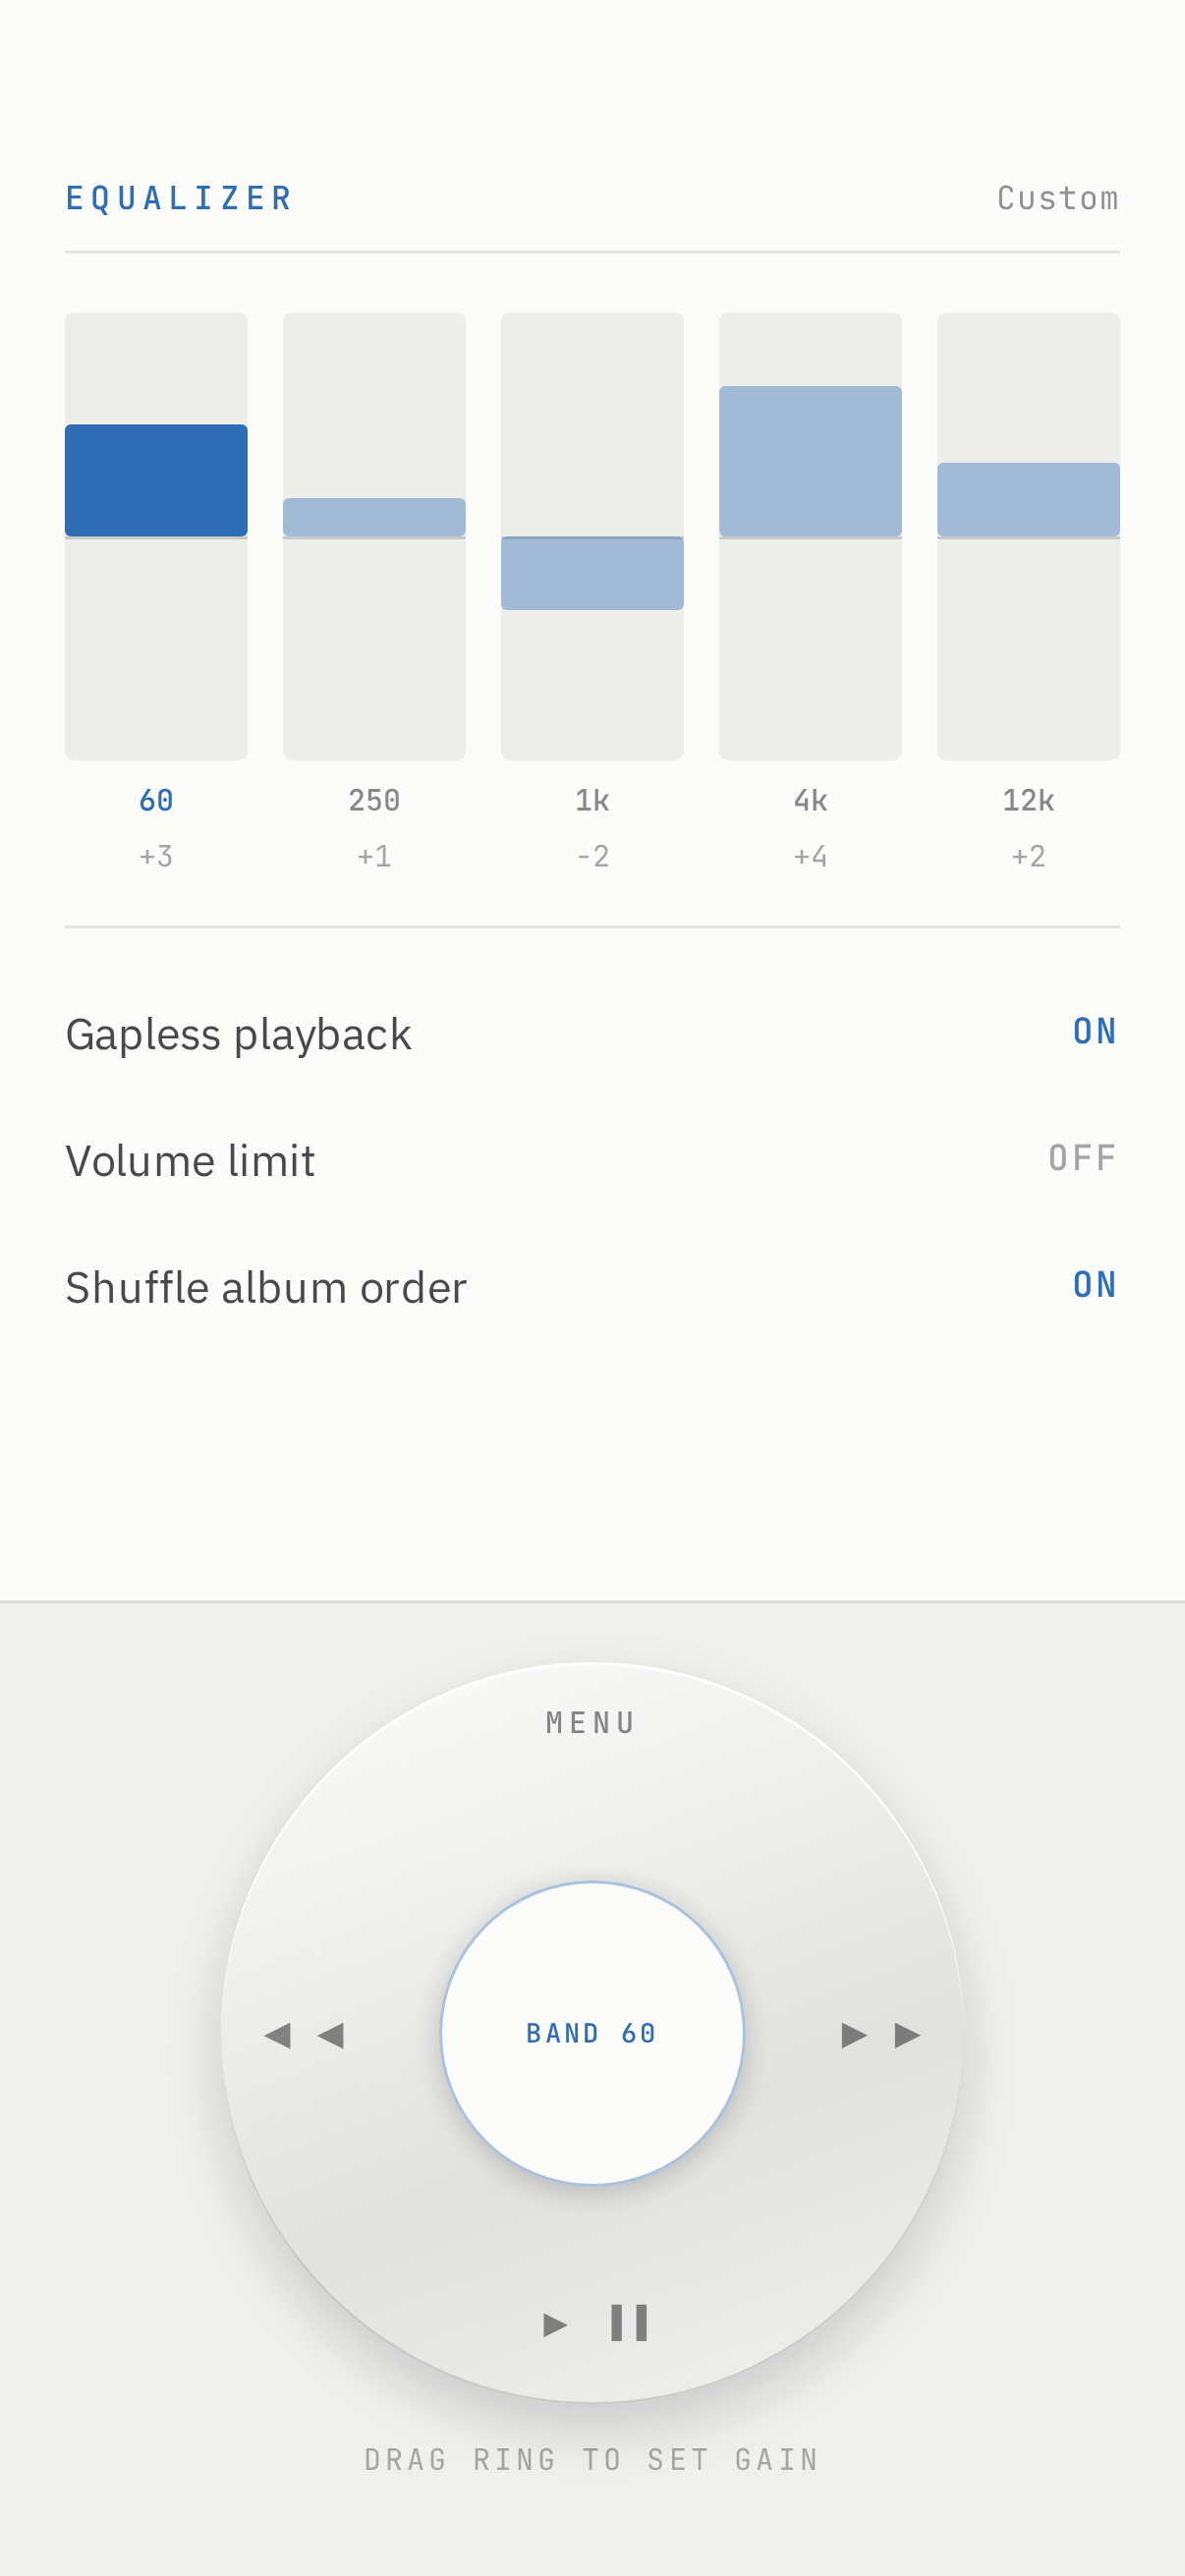 EQUALIZER Custom
60 250 1k 4k 12k
+3 +1 -2 +4 +2
Gapless playback ON
Volume limit OFF
Shuffle album order ON
MENU
BAND 60
DRAG RING TO SET GAIN